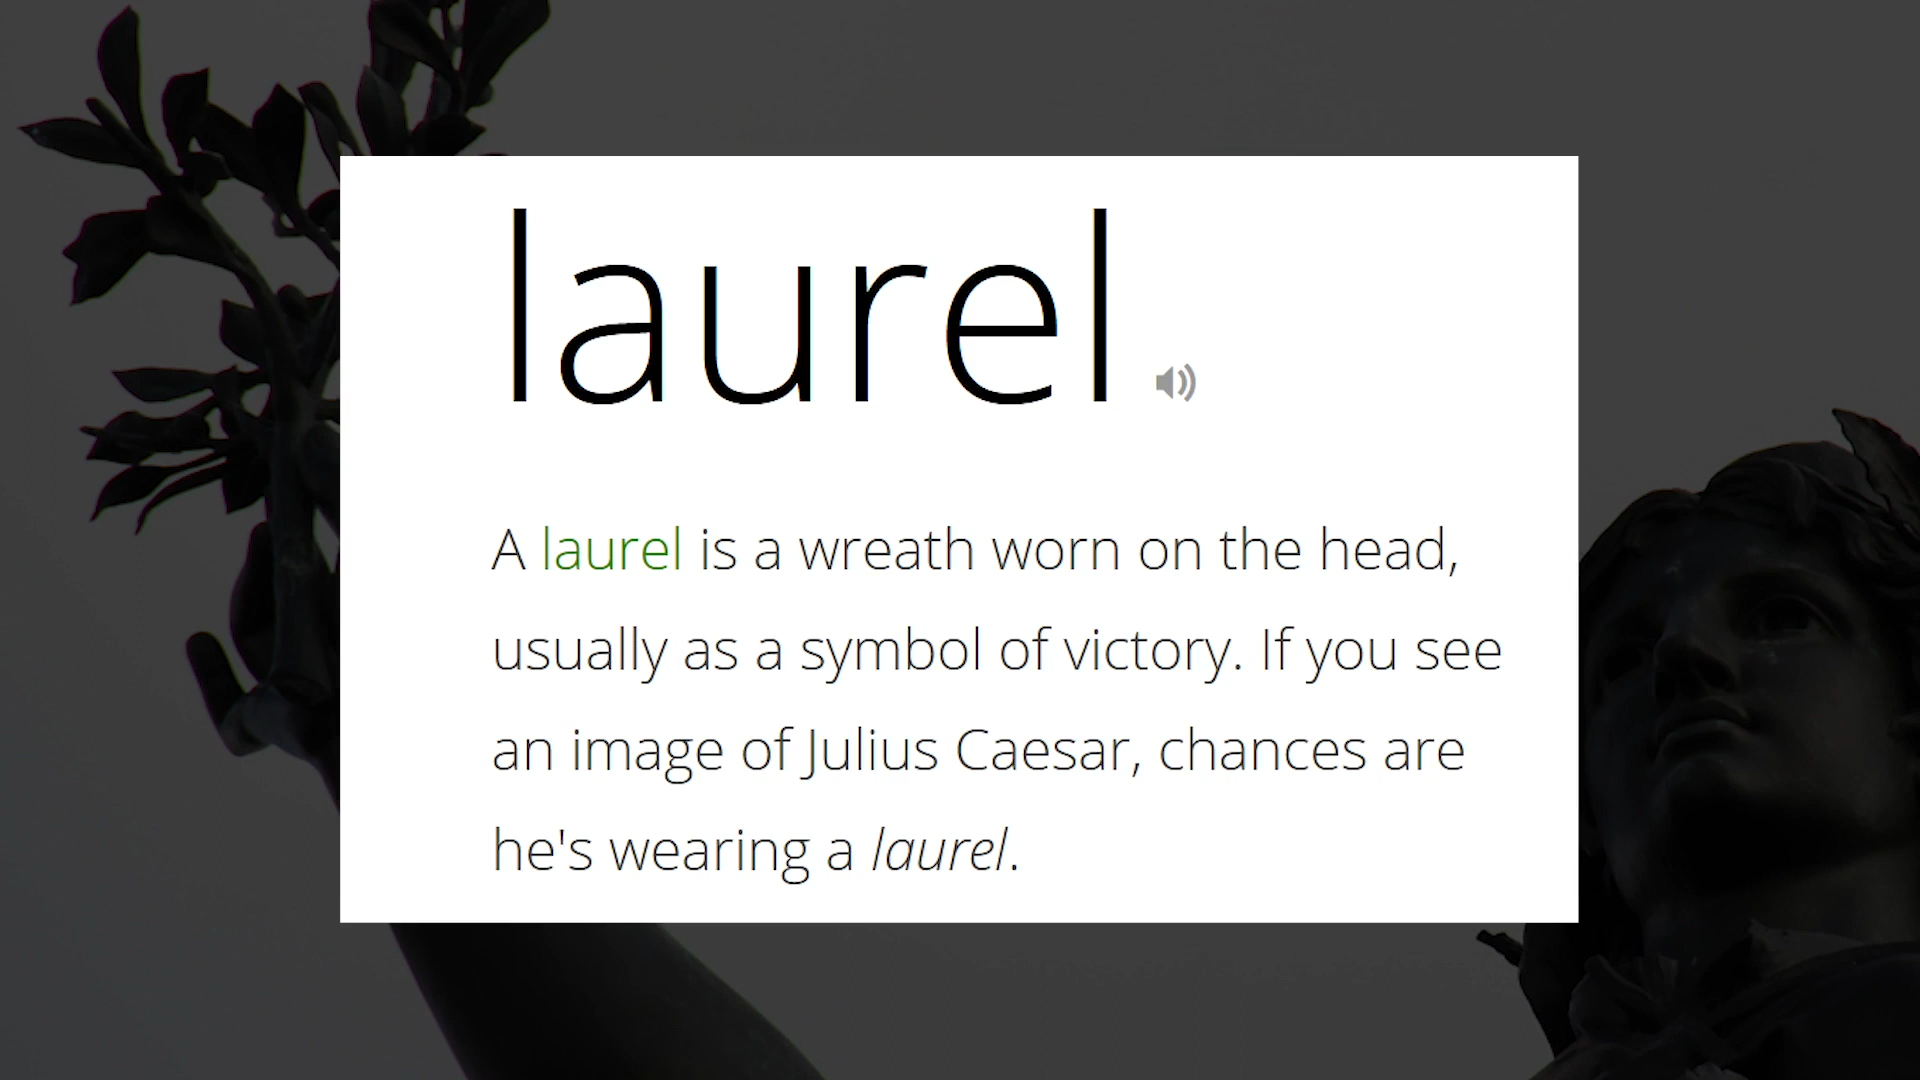 laurel
A laurel is a wreath worn on the head,
usually as a symbol of victory. If you see
an image of Julius Caesar, chances are
he's wearing a laurel.